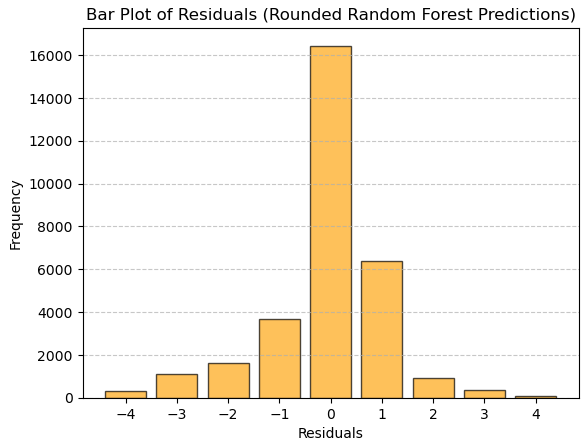 Bar Plot of Residuals (Rounded Random Forest Predictions)
16000
14000
12000
10000
8000
6000
4000
2000
0
Frequency
−4 −3 −2 −1 0 1 2 3 4
Residuals